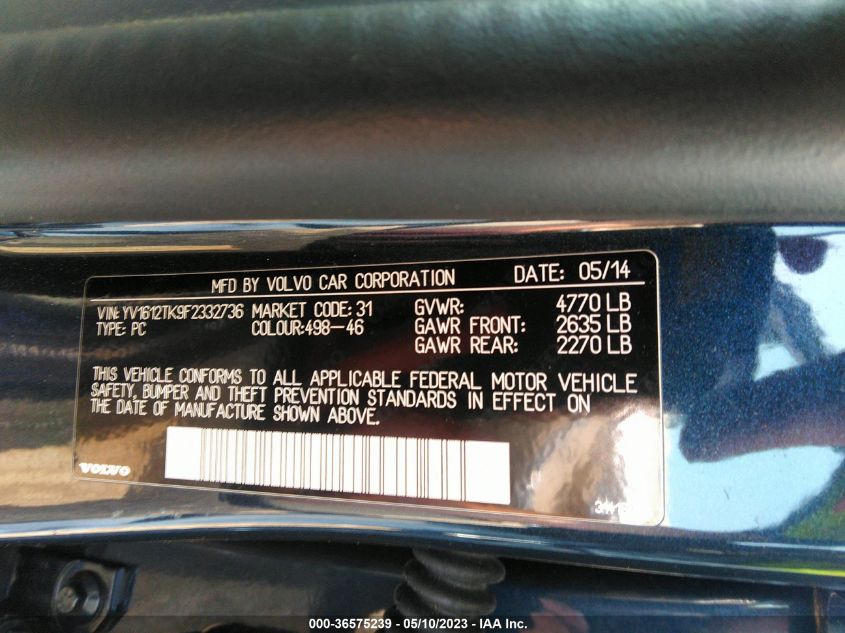 MFD BY VOLVO CAR CORPORATION DATE: 05/14
VIN: YV1612TK9F2332736 MARKET CODE: 31 GVWR: 4770 LB
TYPE: PC COLOUR:498-46 GAWR FRONT: 2635 LB
GAWR REAR: 2270 LB
THIS VEHICLE CONFORMS TO ALL APPLICABLE FEDERAL MOTOR VEHICLE
SAFETY, BUMPER AND THEFT PREVENTION STANDARDS IN EFFECT ON
THE DATE OF MANUFACTURE SHOWN ABOVE.
VOLVO
000-36575239 - 05/10/2023 - IAA Inc.